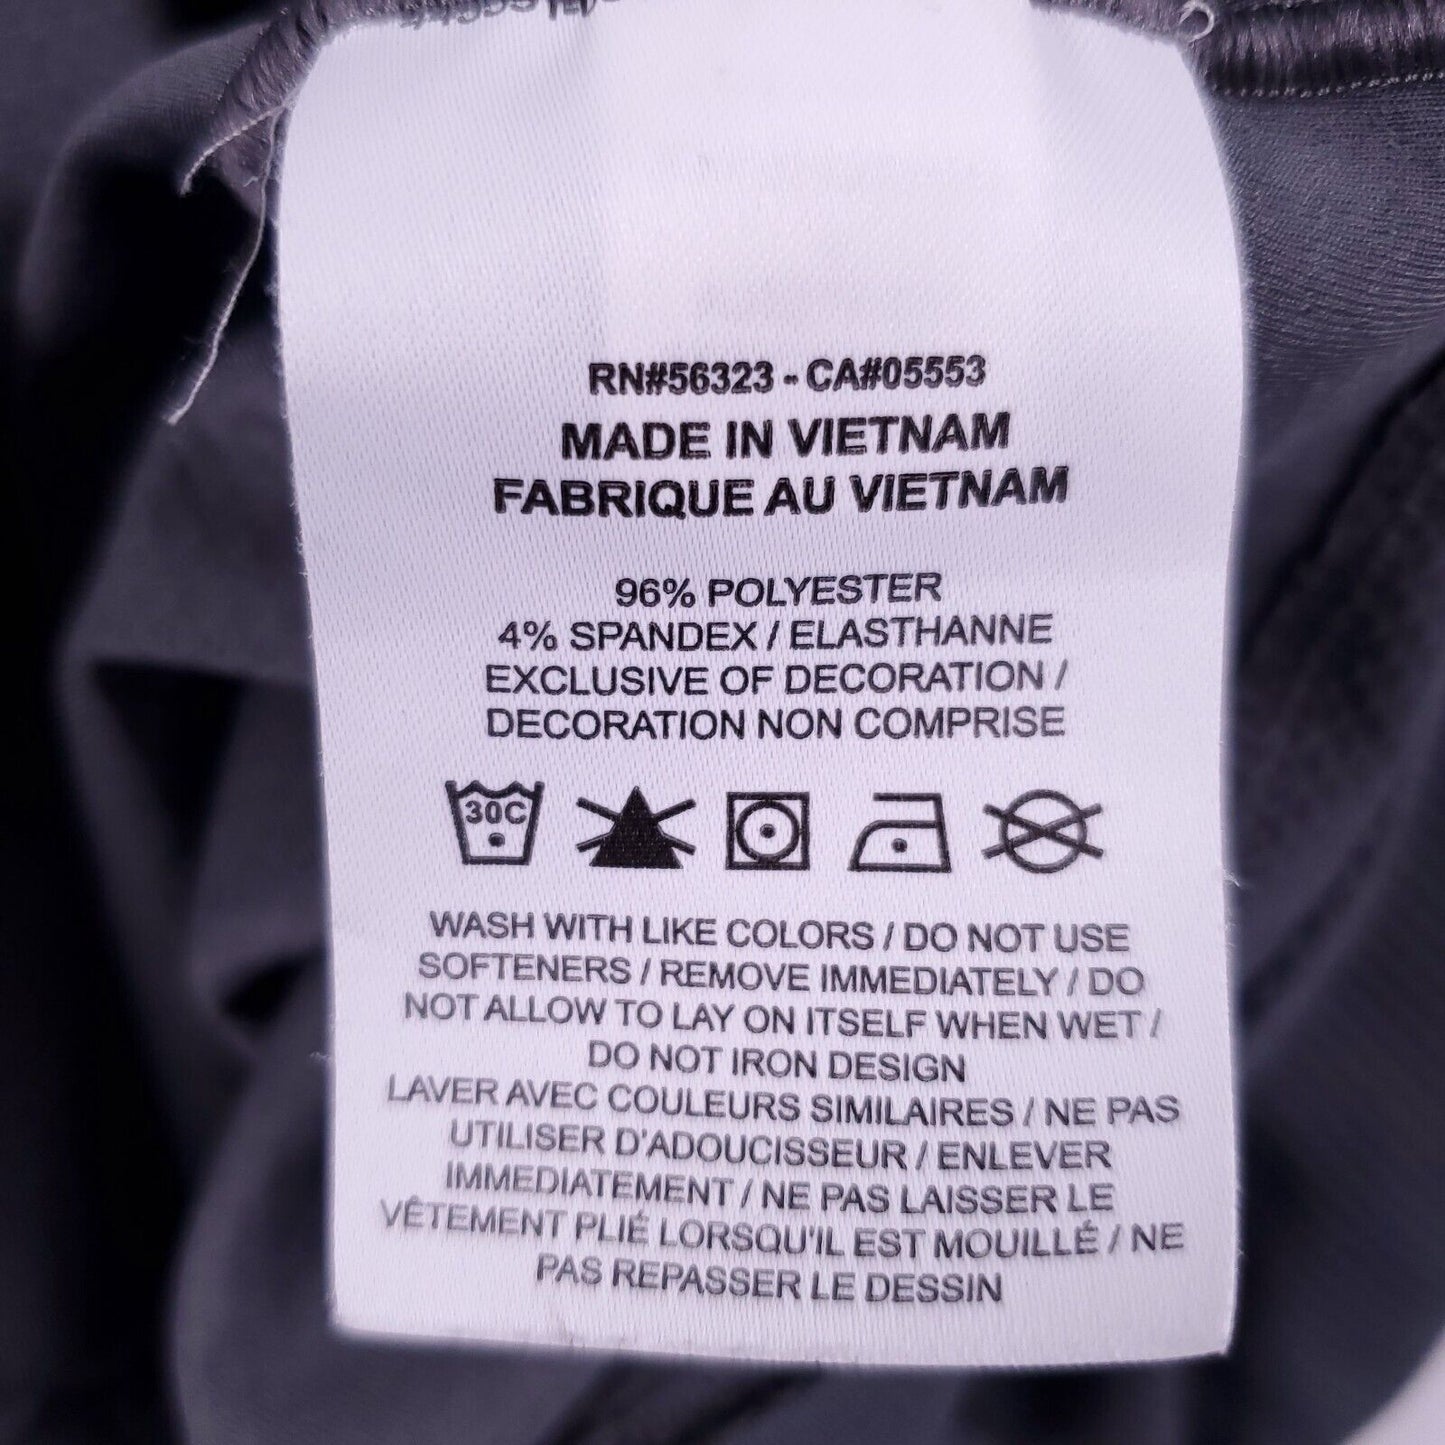 RN#56323 - CA#05553
MADE IN VIETNAM
FABRIQUE AU VIETNAM
96% POLYESTER
4% SPANDEX / ELASTHANNE
EXCLUSIVE OF DECORATION /
DECORATION NON COMPRISE
30C
WASH WITH LIKE COLORS / DO NOT USE
SOFTENERS / REMOVE IMMEDIATELY / DO
NOT ALLOW TO LAY ON ITSELF WHEN WET /
DO NOT IRON DESIGN
LAVER AVEC COULEURS SIMILAIRES / NE PAS
UTILISER D'ADOUCISSEUR / ENLEVER
IMMEDIATEMENT / NE PAS LAISSER LE
VÊTEMENT PLIÉ LORSQU'IL EST MOUILLÉ / NE
PAS REPASSER LE DESSIN